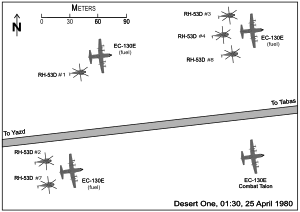 METERS
0 30 60 90
N
RH-53D #3
RH-53D #4
EC-130E
(fuel)
RH-53D #8
EC-130E
(fuel)
RH-53D #1
To Tabas
To Yazd
RH-53D #2
RH-53D #7
EC-130E
(fuel)
EC-130E
Combat Talon
Desert One, 01:30, 25 April 1980